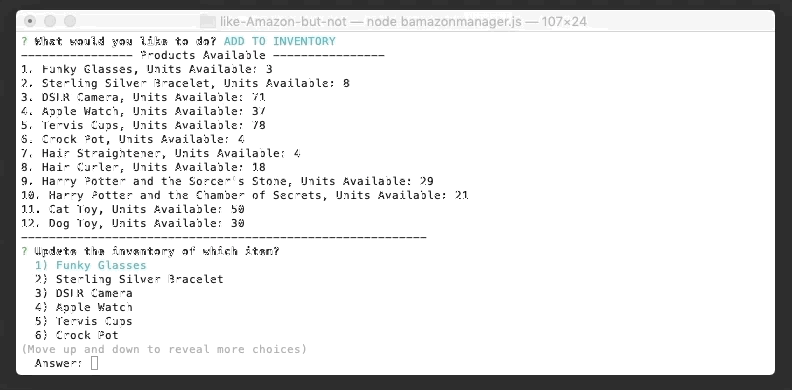 like-Amazon-but-not — node bamazonmanager.js — 107×24
? What would you like to do? ADD TO INVENTORY
---------------- Products Available ----------------
1. Funky Glasses, Units Available: 3
2. Sterling Silver Bracelet, Units Available: 8
3. DSLR Camera, Units Available: 71
4. Apple Watch, Units Available: 37
5. Tervis Cups, Units Available: 78
6. Crock Pot, Units Available: 4
7. Hair Straightener, Units Available: 4
8. Hair Curler, Units Available: 18
9. Harry Potter and the Sorcer's Stone, Units Available: 29
10. Harry Potter and the Chamber of Secrets, Units Available: 21
11. Cat Toy, Units Available: 50
12. Dog Toy, Units Available: 30
----------------------------------------------------------
? Update the inventory of which item?
1) Funky Glasses
2) Sterling Silver Bracelet
3) DSLR Camera
4) Apple Watch
5) Tervis Cups
6) Crock Pot
(Move up and down to reveal more choices)
Answer: